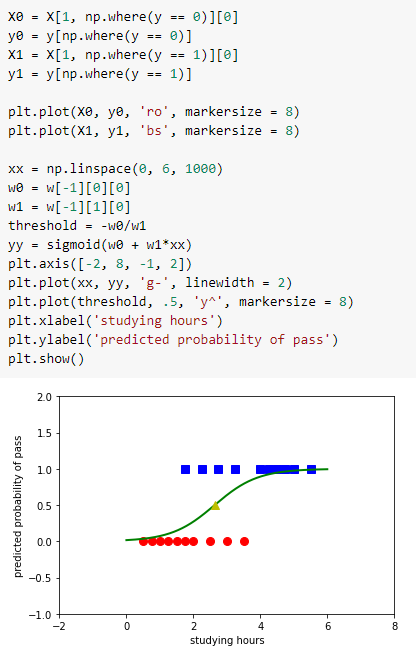 X0 = X[1, np.where(y == 0)][0]
y0 = y[np.where(y == 0)]
X1 = X[1, np.where(y == 1)][0]
y1 = y[np.where(y == 1)]
plt.plot(X0, y0, 'ro', markersize = 8)
plt.plot(X1, y1, 'bs', markersize = 8)
xx = np.linspace(0, 6, 1000)
w0 = w[-1][0][0]
w1 = w[-1][1][0]
threshold = -w0/w1
yy = sigmoid(w0 + w1*xx)
plt.axis([-2, 8, -1, 2])
plt.plot(xx, yy, 'g-', linewidth = 2)
plt.plot(threshold, .5, 'y^', markersize = 8)
plt.xlabel('studying hours')
plt.ylabel('predicted probability of pass')
plt.show()
predicted probability of pass
2.0
1.5
1.0
0.5
0.0
−0.5
−1.0
−2 0 2 4 6 8
studying hours